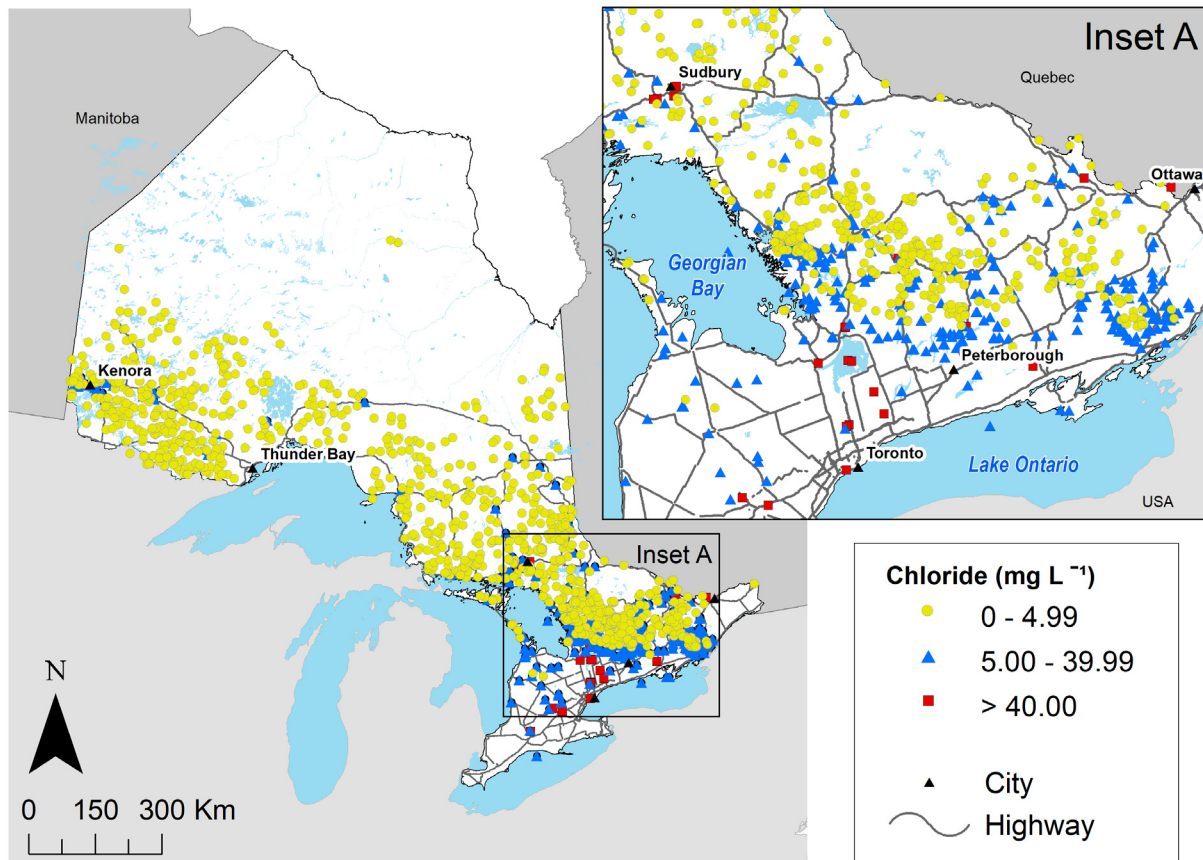 Inset A
Quebec
Sudbury
Ottawa
Georgian
Bay
Peterborough
Toronto
Lake Ontario
USA
Manitoba
Kenora
Thunder Bay
Inset A
N
0 150 300 Km
Chloride (mg L ⁻¹)
0 - 4.99
5.00 - 39.99
> 40.00
City
Highway